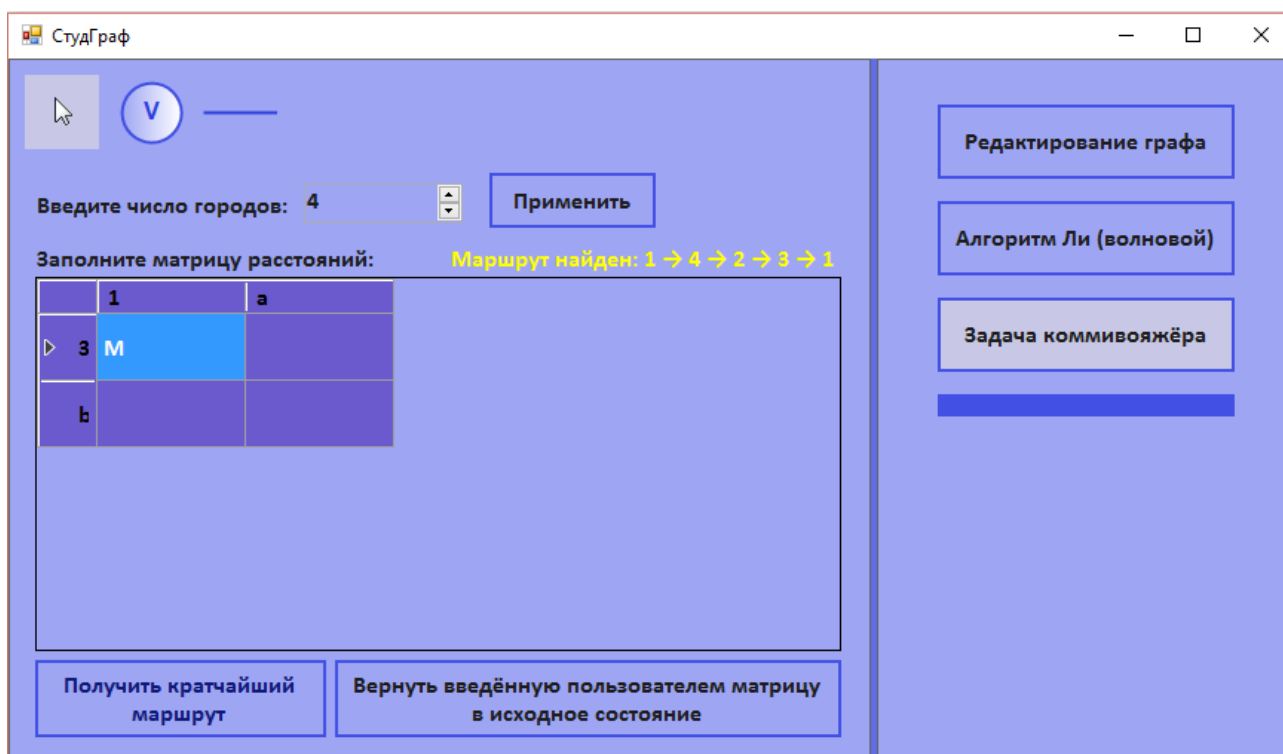 СтудГраф
V
Введите число городов: 4 Применить
Заполните матрицу расстояний: Маршрут найден: 1 → 4 → 2 → 3 → 1
1 a
3 M
b
Получить кратчайший
маршрут
Вернуть введённую пользователем матрицу
в исходное состояние
Редактирование графа
Алгоритм Ли (волновой)
Задача коммивояжёра